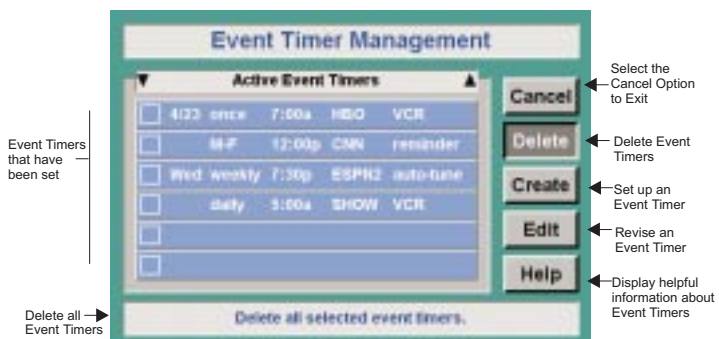 Event Timer Management
Active Event Timers
4/23 once 7:00a HBO VCR
M-F 12:00p CNN reminder
Wed weekly 7:30p ESPN2 auto-tune
daily 5:00a SHOW VCR
Cancel
Delete
Create
Edit
Help
Delete all selected event timers.
Event Timers
that have
been set
Delete all
Event Timers
Select the
Cancel Option
to Exit
Delete Event
Timers
Set up an
Event Timer
Revise an
Event Timer
Display helpful
information about
Event Timers